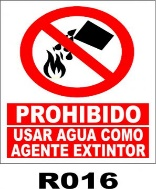 PROHIBIDO
USAR AGUA COMO
AGENTE EXTINTOR
R016